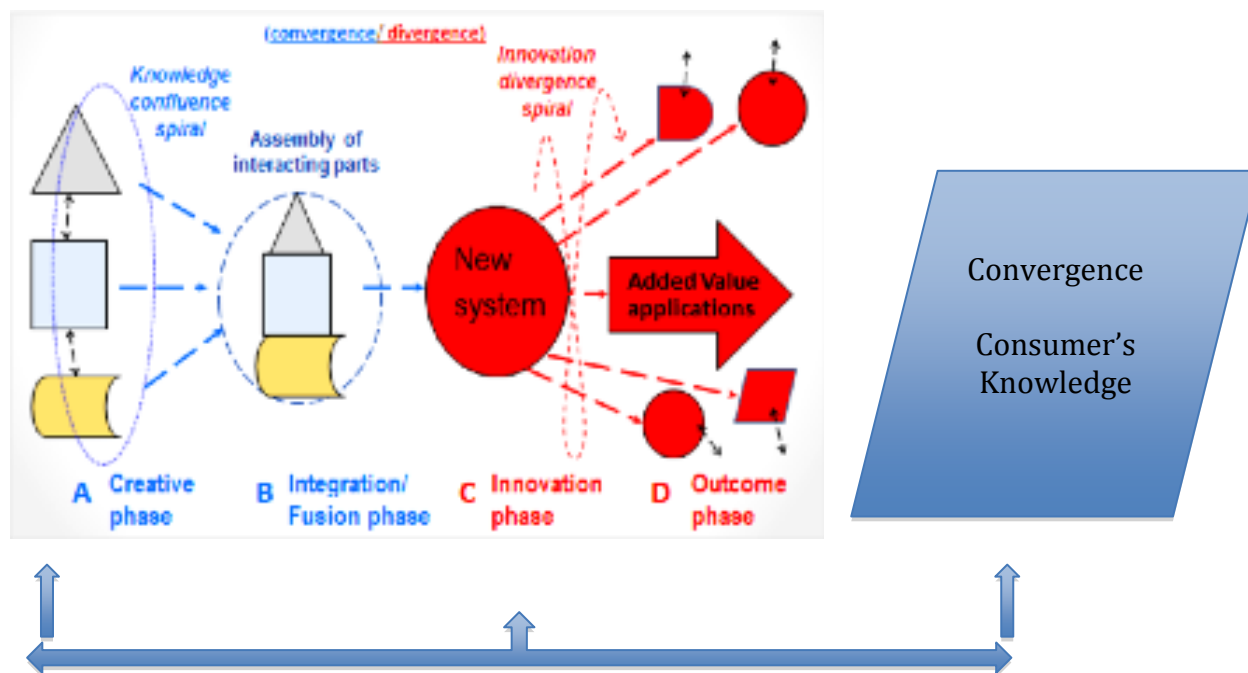 (convergence/ divergence)
Knowledge
confluence
spiral
Innovation
divergence
spiral
Assembly of
interacting parts
New
system
Added Value
applications
A Creative
phase
B Integration/
Fusion phase
C Innovation
phase
D Outcome
phase
Convergence
Consumer’s
Knowledge